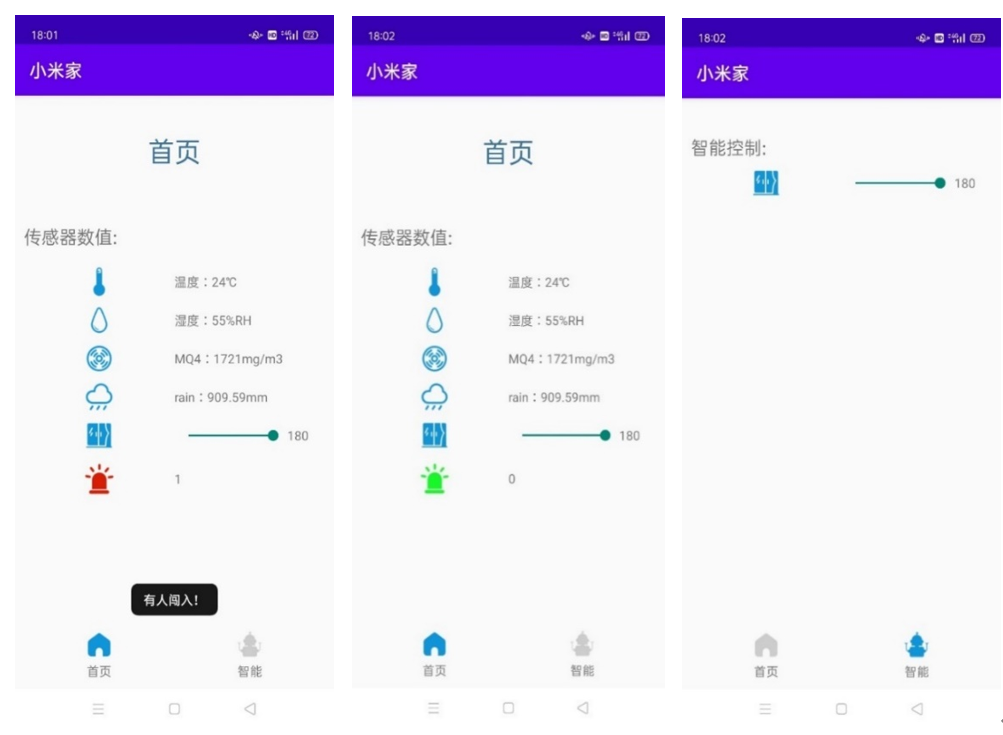 18:01
小米家
首页
传感器数值:
温度：24℃
湿度：55%RH
MQ4：1721mg/m3
rain：909.59mm
180
1
有人闯入!
首页
智能
18:02
小米家
首页
传感器数值:
温度：24℃
湿度：55%RH
MQ4：1721mg/m3
rain：909.59mm
180
0
首页
智能
18:02
小米家
智能控制:
180
首页
智能